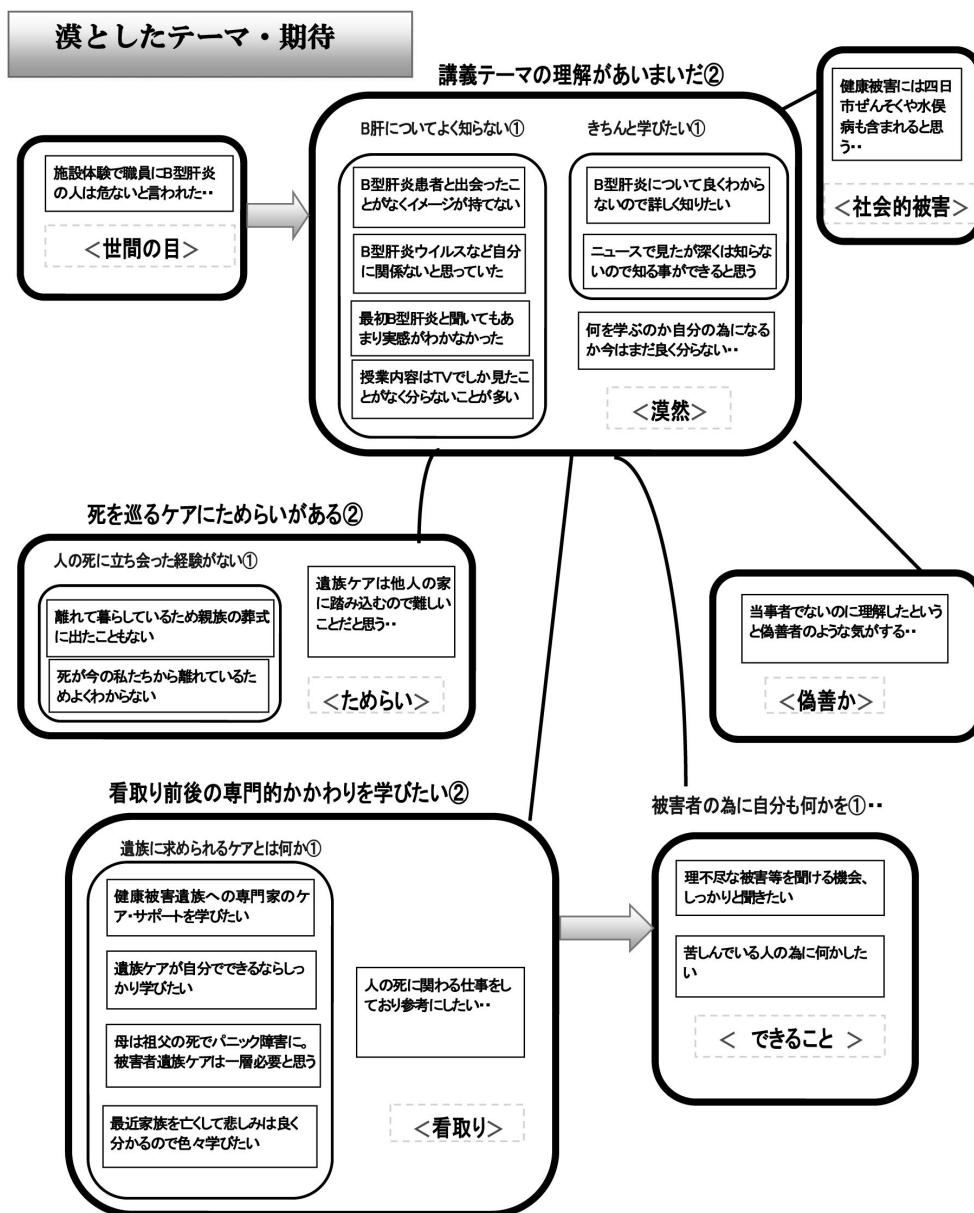 漠としたテーマ・期待
講義テーマの理解があいまいだ②
健康被害には四日
市ぜんそくや水俣
病も含まれると思
う‥
＜社会的被害＞
施設体験で職員にB型肝炎
の人は危ないと言われた‥
＜世間の目＞
B肝についてよく知らない①
B型肝炎患者と出会ったこ
とがなくイメージが持てない
B型肝炎ウイルスなど自分
に関係ないと思っていた
最初B型肝炎と聞いてもあ
まり実感がわかなかった
授業内容はTVでしか見たこ
とがなく分らないことが多い
きちんと学びたい①
B型肝炎について良くわから
ないので詳しく知りたい
ニュースで見たが深くは知らな
いので知る事ができると思う
何を学ぶのか自分の為になる
か今はまだ良く分らない‥
＜漠然＞
死を巡るケアにためらいがある②
人の死に立ち会った経験がない①
離れて暮らしているため親族の葬式
に出たこともない
死が今の私たちから離れているた
めよくわからない
遺族ケアは他人の家
に踏み込むので難しい
ことだと思う‥
＜ためらい＞
当事者でないのに理解したという
と偽善者のような気がする‥
＜偽善か＞
看取り前後の専門的かかわりを学びたい②
遺族に求められるケアとは何か①
健康被害遺族への専門家のケ
ア・サポートを学びたい
遺族ケアが自分でできるならしっ
かり学びたい
母は祖父の死でパニック障害に。
被害者遺族ケアは一層必要と思う
最近家族を亡くして悲しみは良く
分かるので色々学びたい
人の死に関わる仕事をし
ており参考にしたい‥
＜看取り＞
被害者の為に自分も何かを①‥
理不尽な被害等を聞ける機会、
しっかりと聞きたい
苦しんでいる人の為に何かした
い
＜ できること ＞